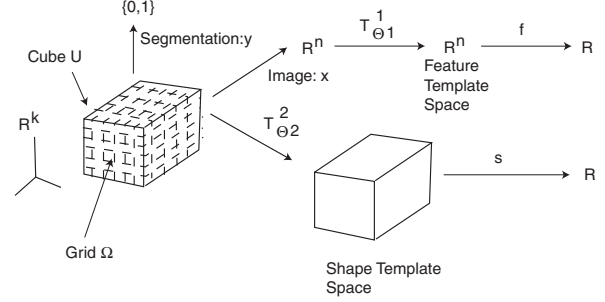 {0,1}
Segmentation:y
Cube U
R^k
Grid Ω
Image: x
R^n
T^1_Θ1
R^n
f
R
Feature
Template
Space
T^2_Θ2
s
R
Shape Template
Space